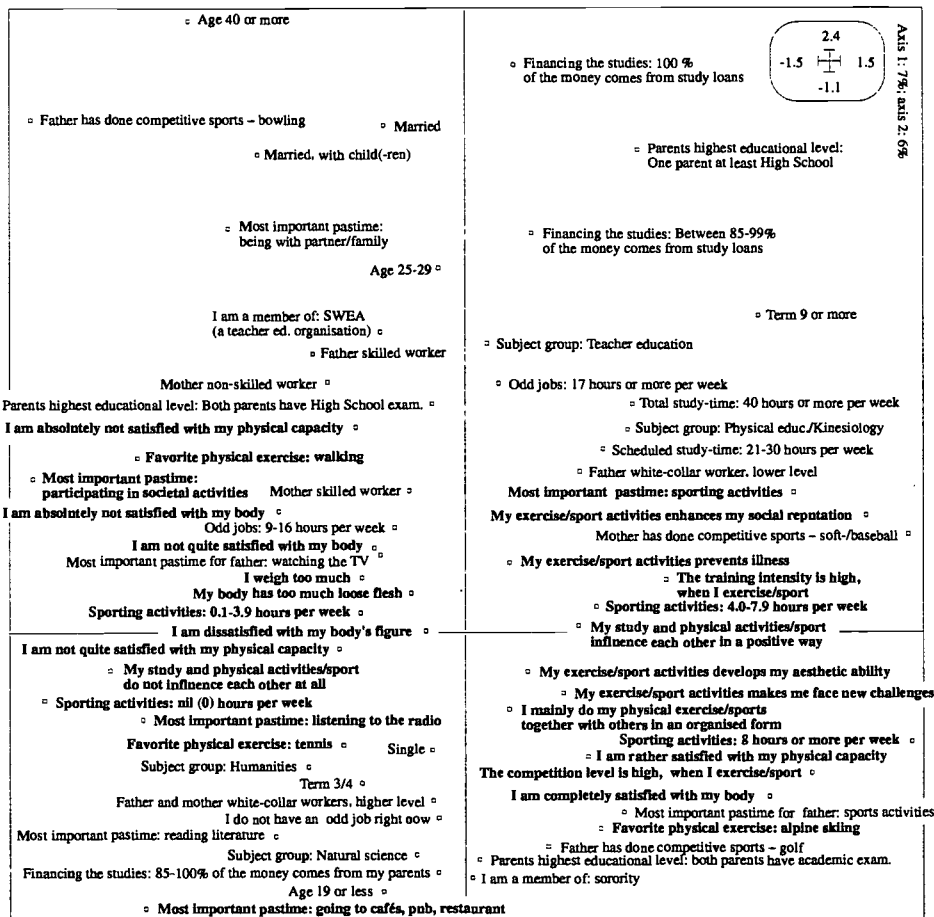 Age 40 or more
2.4
-1.5 1.5
-1.1
Axis 1: 7%; axis 2: 6%
Financing the studies: 100 %
of the money comes from study loans
Father has done competitive sports – bowling
Married
Married, with child(-ren)
Parents highest educational level:
One parent at least High School
Most important pastime:
being with partner/family
Financing the studies: Between 85-99%
of the money comes from study loans
Age 25-29
I am a member of: SWEA
(a teacher ed. organisation)
Term 9 or more
Father skilled worker
Subject group: Teacher education
Mother non-skilled worker
Odd jobs: 17 hours or more per week
Parents highest educational level: Both parents have High School exam.
Total study-time: 40 hours or more per week
I am absolutely not satisfied with my physical capacity
Subject group: Physical educ./Kinesiology
Favorite physical exercise: walking
Scheduled study-time: 21-30 hours per week
Father white-collar worker, lower level
Most important pastime:
participating in societal activities
Mother skilled worker
Most important pastime: sporting activities
I am absolutely not satisfied with my body
My exercise/sport activities enhances my social reputation
Odd jobs: 9-16 hours per week
Mother has done competitive sports – soft-/baseball
I am not quite satisfied with my body
Most important pastime for father: watching the TV
My exercise/sport activities prevents illness
I weigh too much
The training intensity is high,
when I exercise/sport
My body has too much loose flesh
Sporting activities: 0.1-3.9 hours per week
Sporting activities: 4.0-7.9 hours per week
I am dissatisfied with my body's figure
My study and physical activities/sport
influence each other in a positive way
I am not quite satisfied with my physical capacity
My study and physical activities/sport
do not influence each other at all
My exercise/sport activities develops my aesthetic ability
My exercise/sport activities makes me face new challenges
Sporting activities: nil (0) hours per week
I mainly do my physical exercise/sports
together with others in an organised form
Most important pastime: listening to the radio
Sporting activities: 8 hours or more per week
Favorite physical exercise: tennis
Single
I am rather satisfied with my physical capacity
Subject group: Humanities
The competition level is high, when I exercise/sport
Term 3/4
I am completely satisfied with my body
Father and mother white-collar workers, higher level
Most important pastime for father: sports activities
I do not have an odd job right now
Favorite physical exercise: alpine skiing
Most important pastime: reading literature
Father has done competitive sports – golf
Subject group: Natural science
Parents highest educational level: both parents have academic exam.
Financing the studies: 85-100% of the money comes from my parents
I am a member of: sorority
Age 19 or less
Most important pastime: going to cafés, pub, restaurant